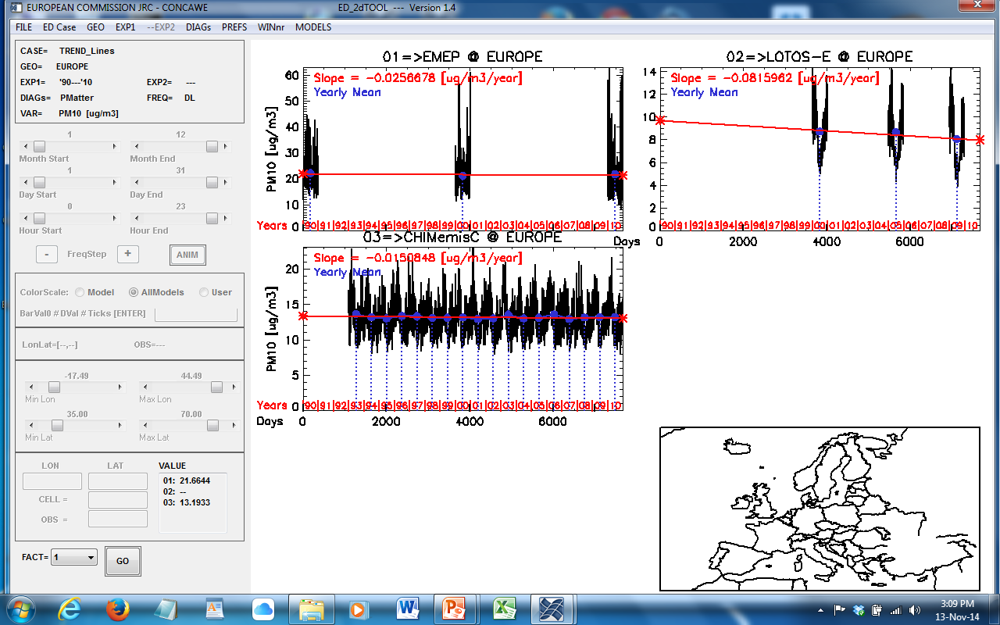 EUROPEAN COMMISSION JRC - CONCAWE ED_2dTOOL --- Version 1.4
FILE ED Case GEO EXP1 --EXP2 DIAGs PREFS WINnr MODELS
CASE= TREND_Lines
GEO= EUROPE
EXP1= '90---'10 EXP2= ---
DIAGs= PMatter FREQ= DL
VAR= PM10 [ug/m3]
1 12
Month Start Month End
1 31
Day Start Day End
0 23
Hour Start Hour End
- FreqStep + ANIM
ColorScale: Model AllModels User
BarVal0 # DVal # Ticks [ENTER]
LonLat=[--,--] OBS=---
-17.49 44.49
Min Lon Max Lon
35.00 70.00
Min Lat Max Lat
LON LAT VALUE
01: 21.6644
02: --
03: 13.1933
CELL =
OBS =
FACT= 1 GO
01=>EMEP @ EUROPE
Slope = -0.0256678 [ug/m3/year]
Yearly Mean
PM10 [ug/m3]
60
50
40
30
20
10
0
Years 90 91 92 93 94 95 96 97 98 99 00 01 02 03 04 05 06 07 08 09 10
Days
02=>LOTOS-E @ EUROPE
Slope = -0.0815962 [ug/m3/year]
Yearly Mean
14
12
10
8
6
4
2
0
90 91 92 93 94 95 96 97 98 99 00 01 02 03 04 05 06 07 08 09 10
0 2000 4000 6000
03=>CHIMemisC @ EUROPE
Slope = -0.0150848 [ug/m3/year]
Yearly Mean
PM10 [ug/m3]
20
15
10
5
0
Years 90 91 92 93 94 95 96 97 98 99 00 01 02 03 04 05 06 07 08 09 10
Days 0 2000 4000 6000
3:09 PM
13-Nov-14